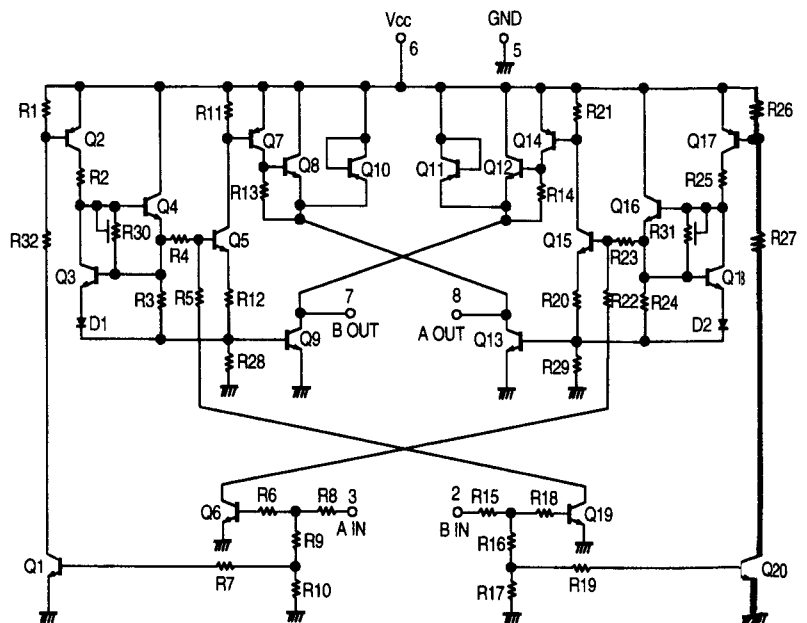 Vcc
6
GND
5
R1
Q2
R11
Q7
Q8
Q10
Q11
Q12
Q14
R21
Q17
R26
R2
R13
R14
R25
Q4
Q16
R32
R30
R4
Q5
Q15
R23
R31
R27
Q3
R5
R3
R12
7
B OUT
8
A OUT
R20
R22
R24
Q18
D1
Q9
Q13
D2
R28
R29
Q6
R6
R8
3
A IN
2
B IN
R15
R18
Q19
R9
R16
Q1
R7
R10
R17
R19
Q20